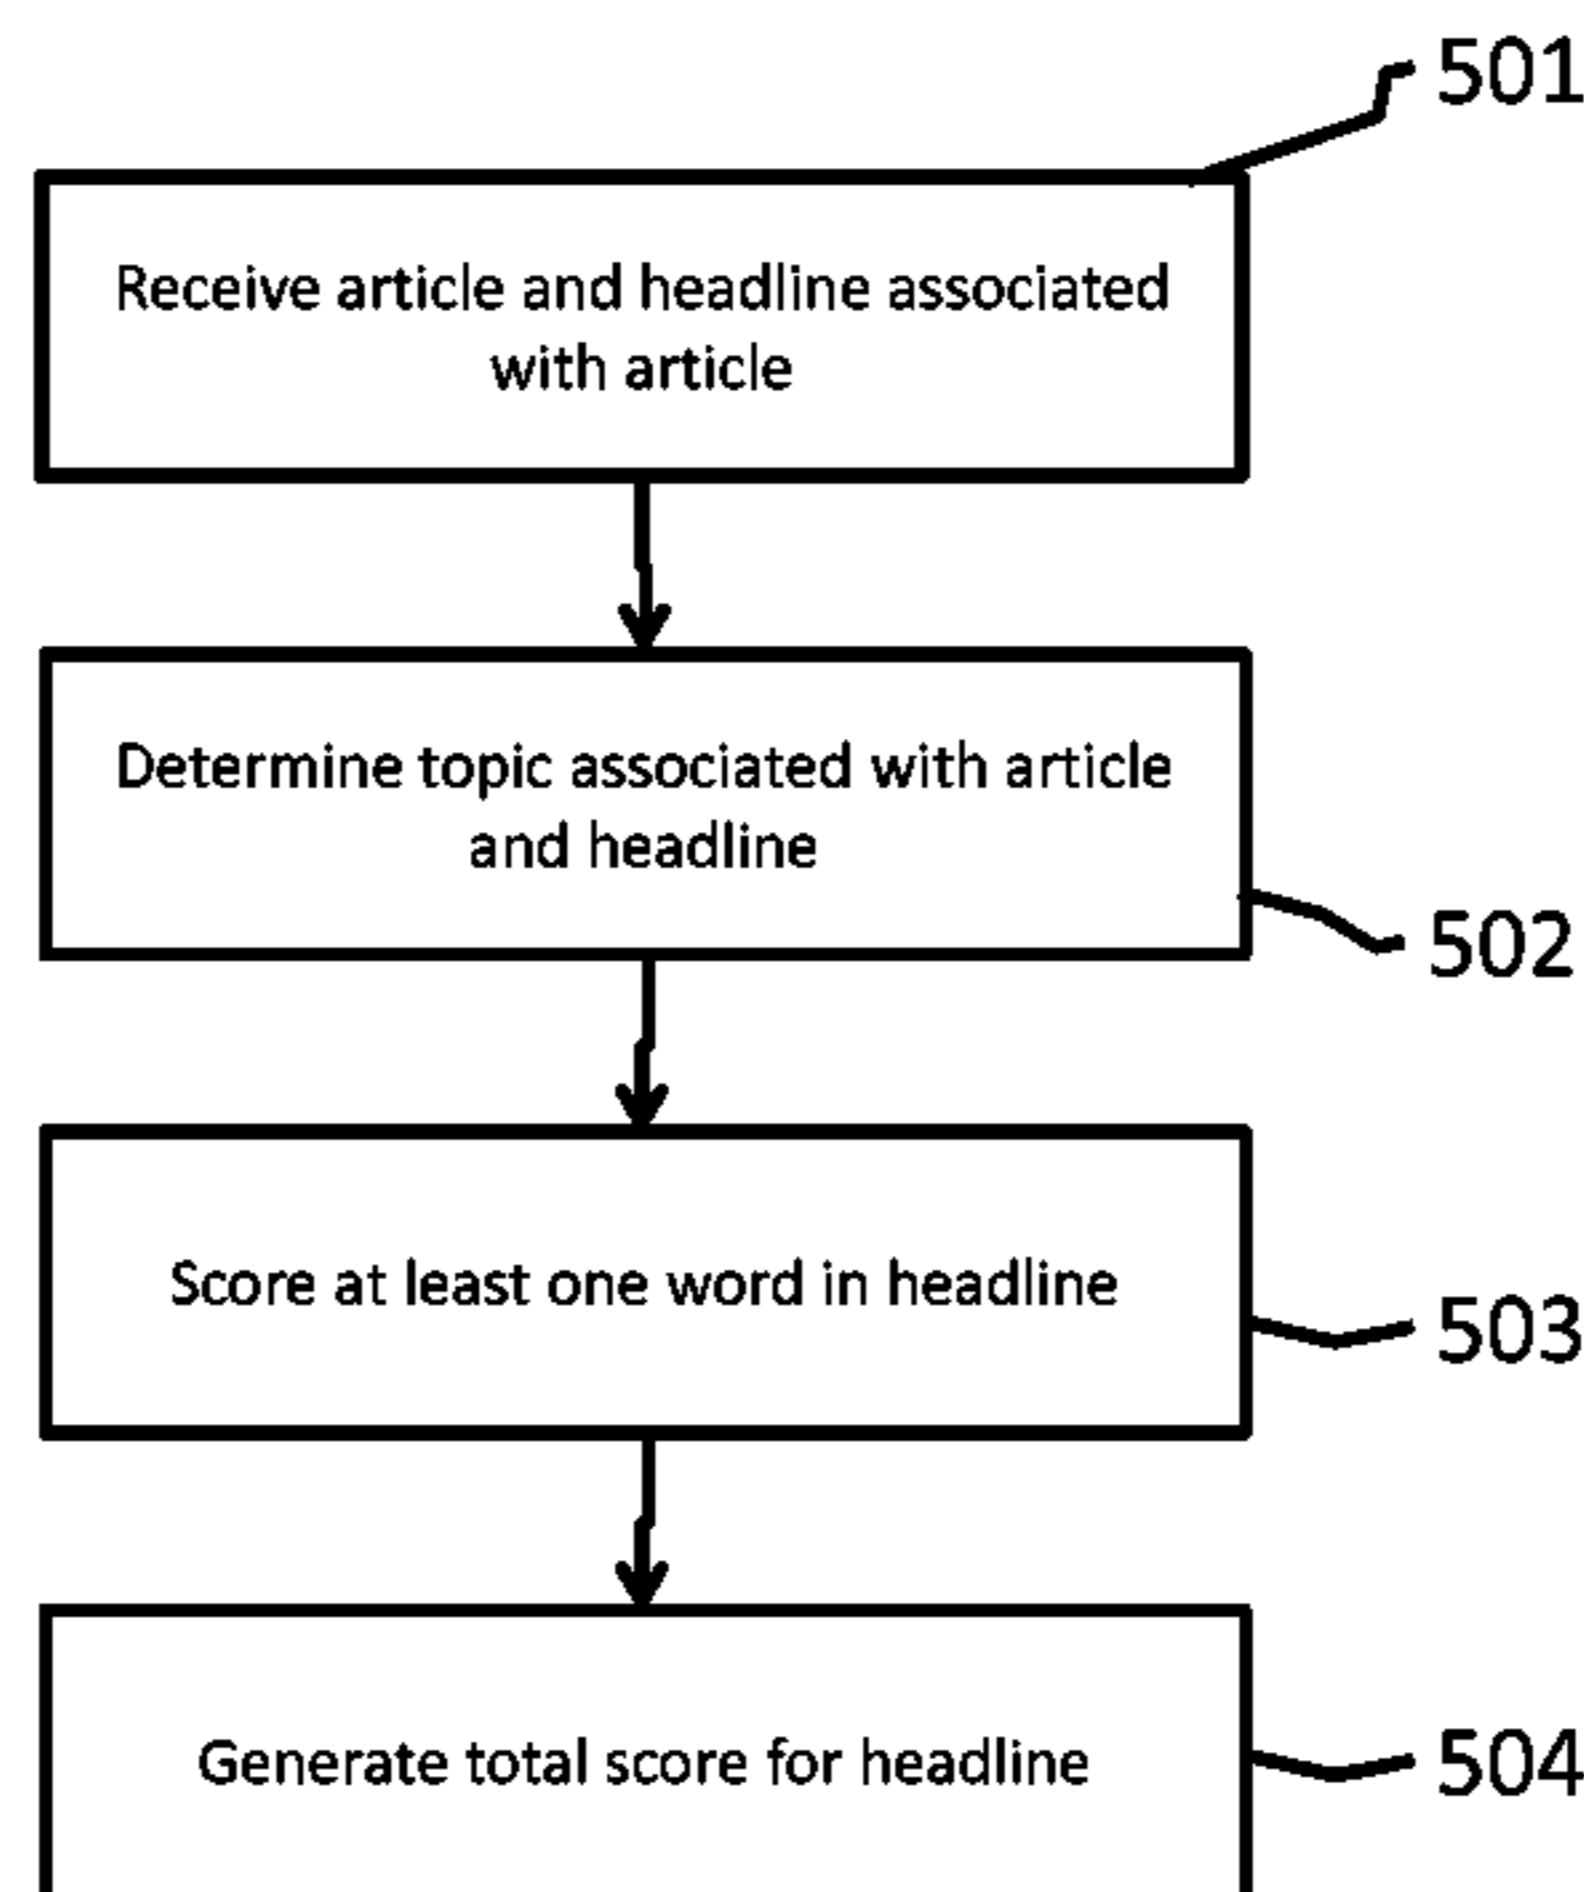 501
Receive article and headline associated
with article
Determine topic associated with article
and headline
502
Score at least one word in headline
503
Generate total score for headline
504